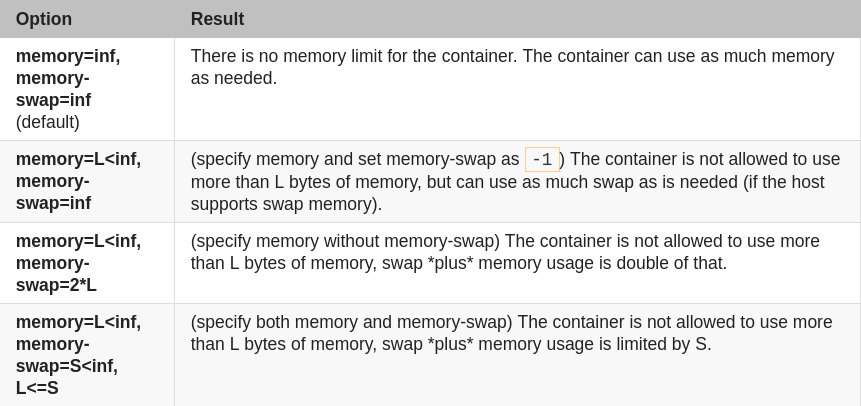 Option Result
memory=inf, There is no memory limit for the container. The container can use as much memory
memory- as needed.
swap=inf
(default)
memory=L<inf, (specify memory and set memory-swap as -1) The container is not allowed to use
memory- more than L bytes of memory, but can use as much swap as is needed (if the host
swap=inf supports swap memory).
memory=L<inf, (specify memory without memory-swap) The container is not allowed to use more
memory- than L bytes of memory, swap *plus* memory usage is double of that.
swap=2*L
memory=L<inf, (specify both memory and memory-swap) The container is not allowed to use more
memory- than L bytes of memory, swap *plus* memory usage is limited by S.
swap=S<inf,
L<=S